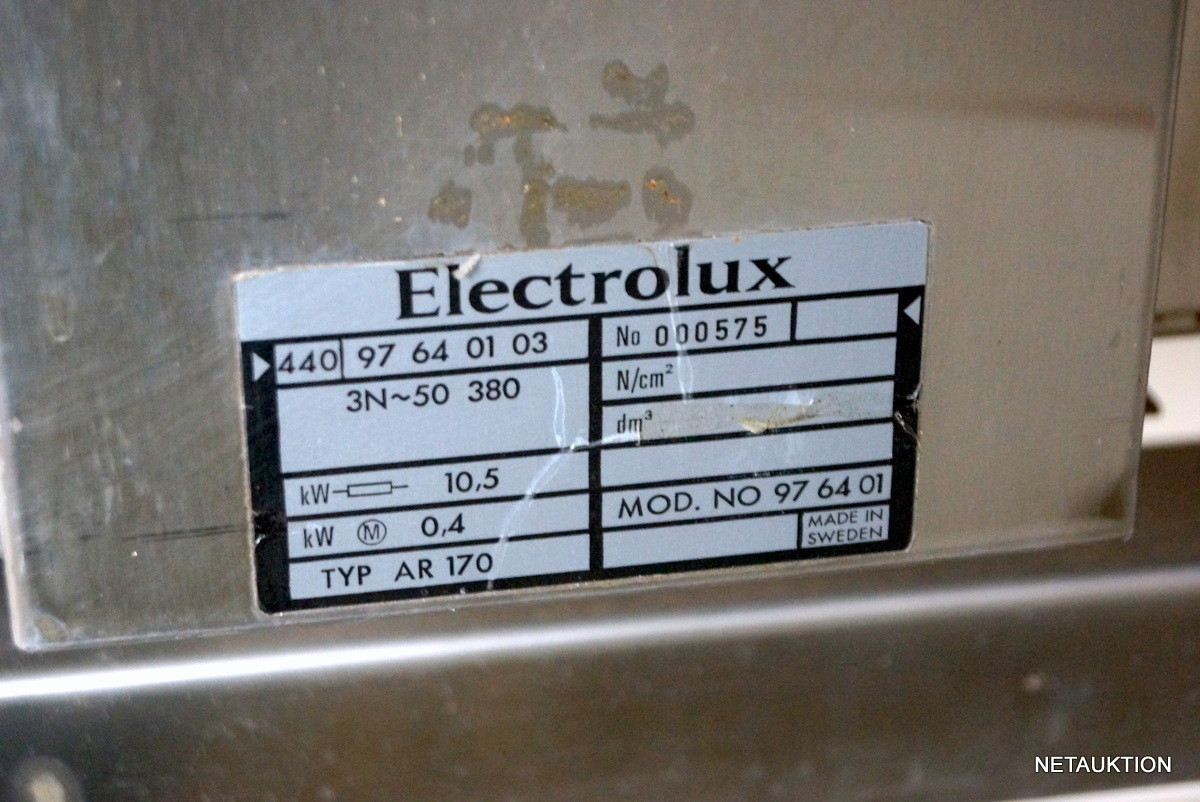 Electrolux
440 97 64 01 03
3N~50 380
kW 10,5
kW M 0,4
TYP AR 170
No 000575
N/cm²
dm³
MOD. NO 97 64 01
MADE IN
SWEDEN
NETAUKTION